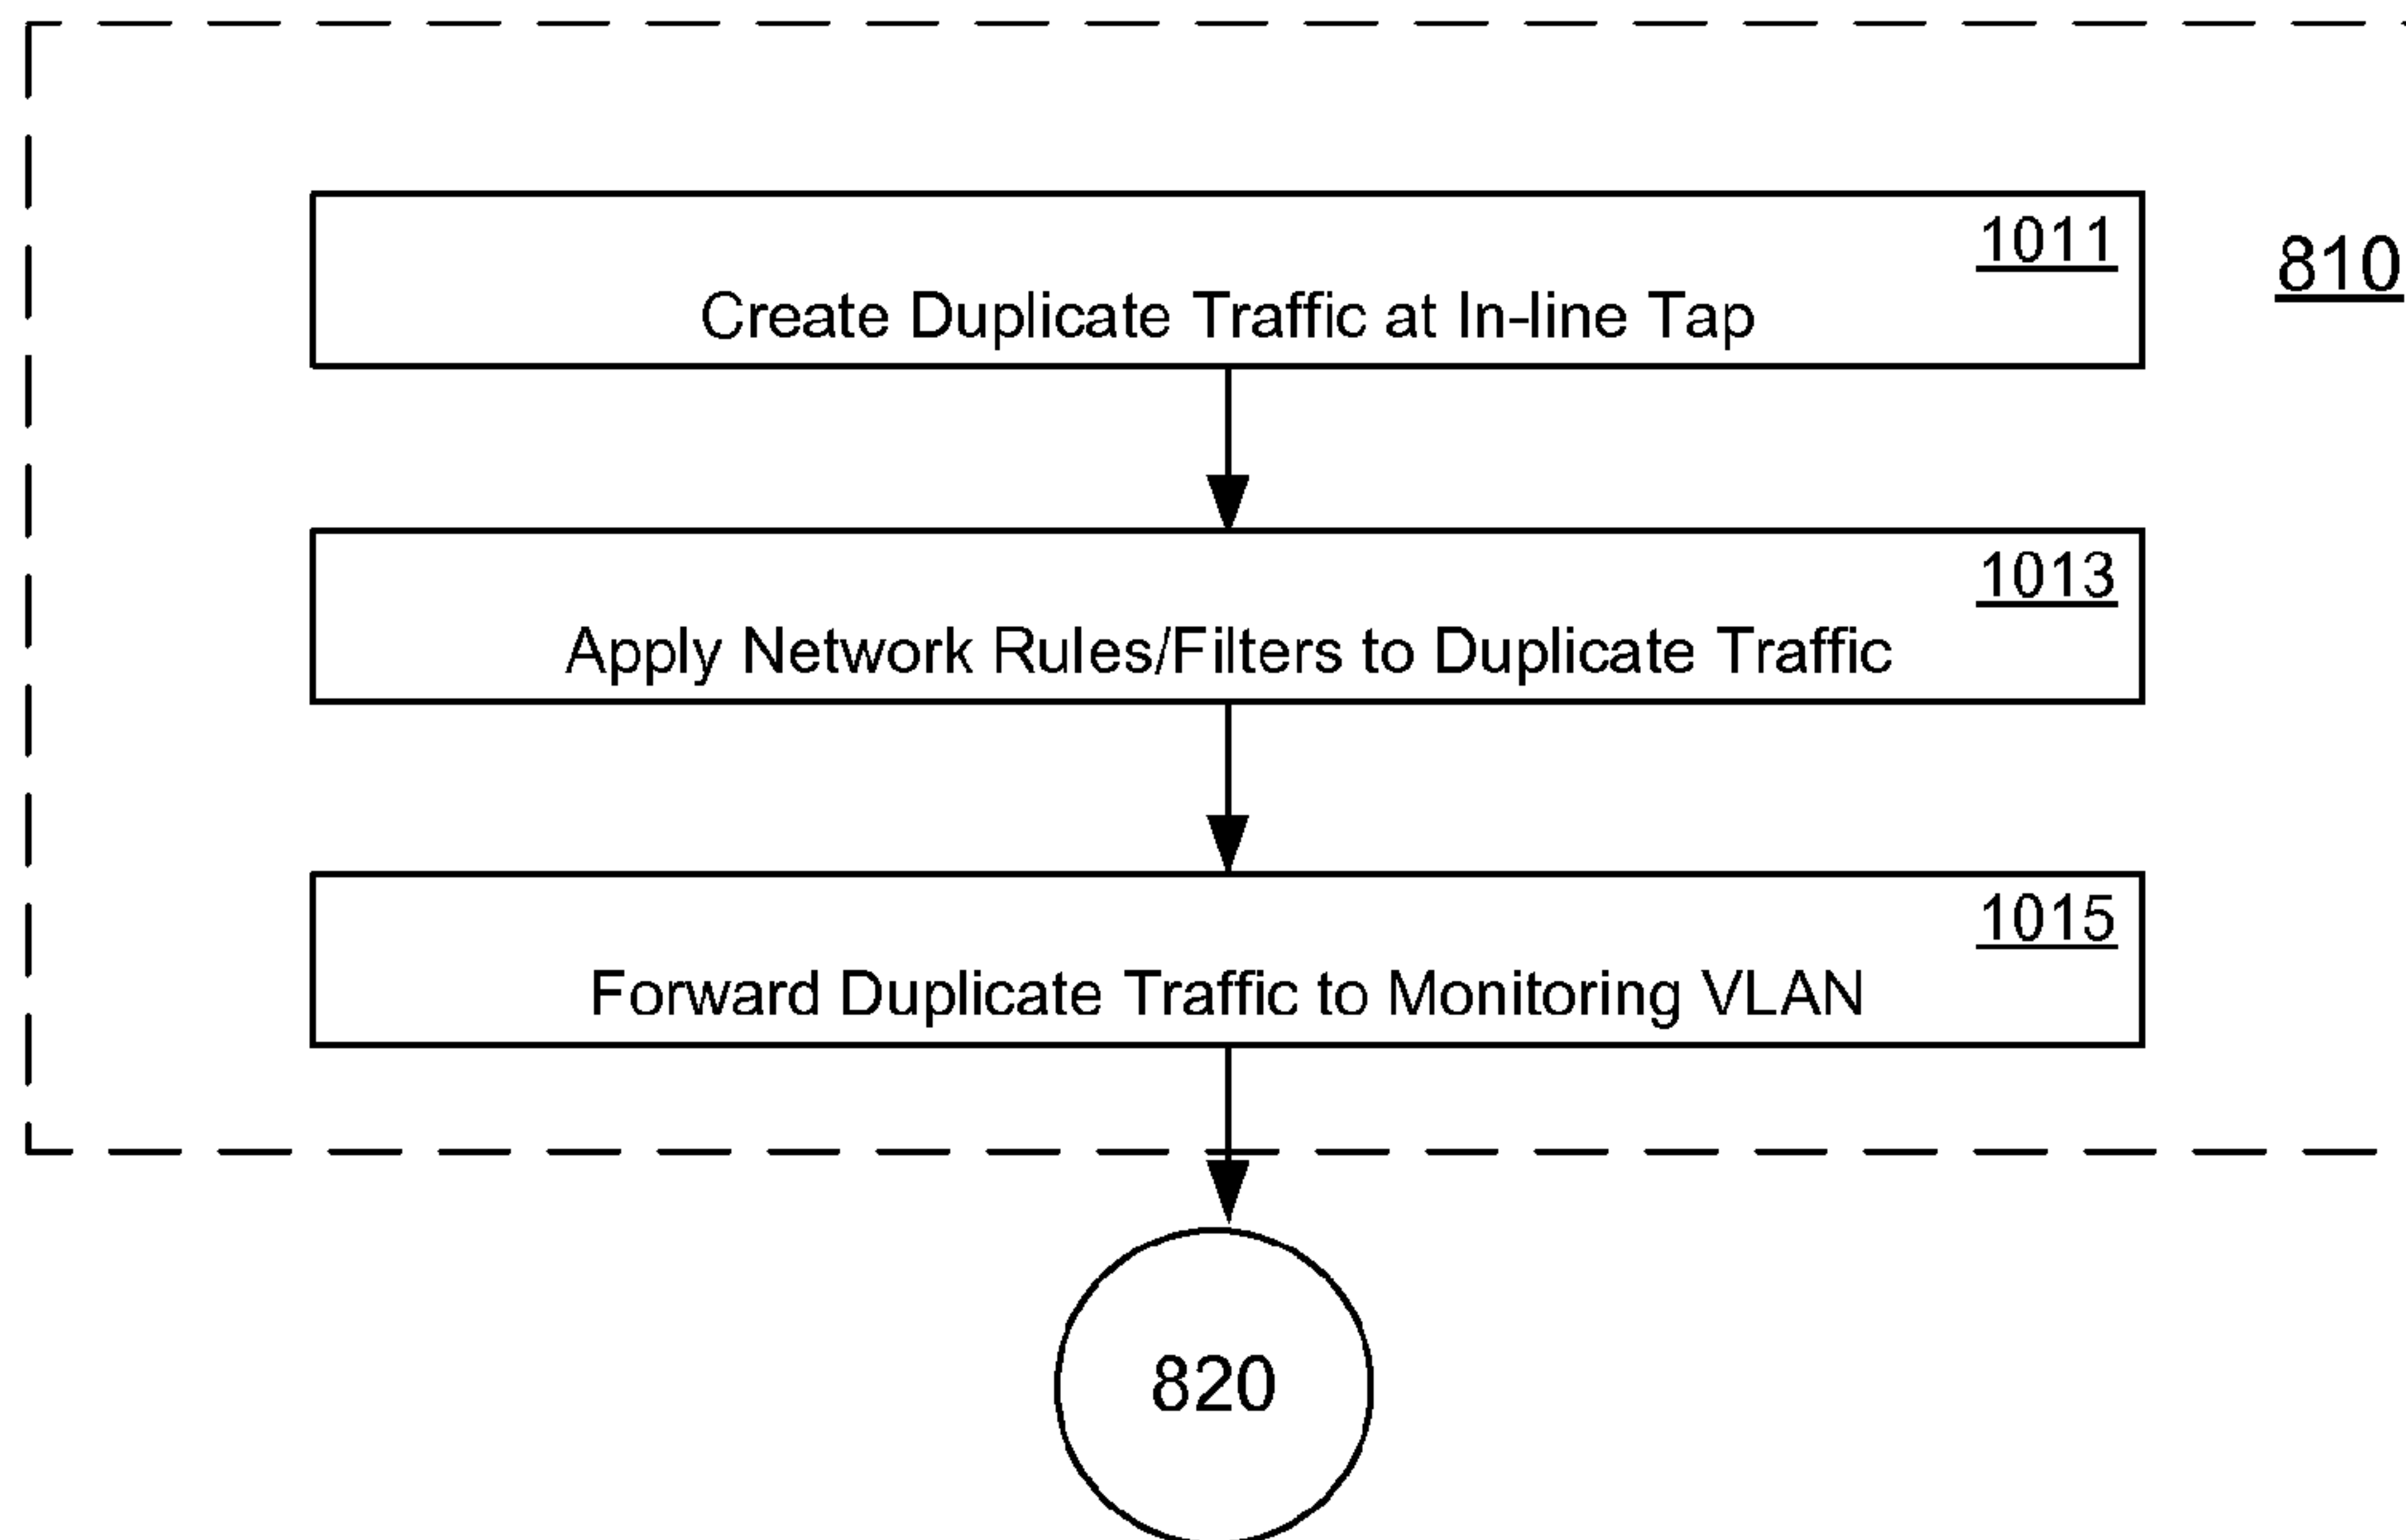 1011
810
Create Duplicate Traffic at In-line Tap
1013
Apply Network Rules/Filters to Duplicate Traffic
1015
Forward Duplicate Traffic to Monitoring VLAN
820